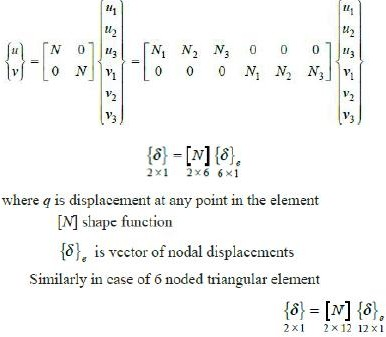 {u v} = [N 0 0 N] {u₁ u₂ u₃ v₁ v₂ v₃} = [N₁ N₂ N₃ 0 0 0 0 0 0 N₁ N₂ N₃] {u₁ u₂ u₃ v₁ v₂ v₃}
{δ} = [N] {δ}ₑ
2×1 2×6 6×1
where q is displacement at any point in the element
[N] shape function
{δ}ₑ is vector of nodal displacements
Similarly in case of 6 noded triangular element
{δ} = [N] {δ}ₑ
2×1 2×12 12×1